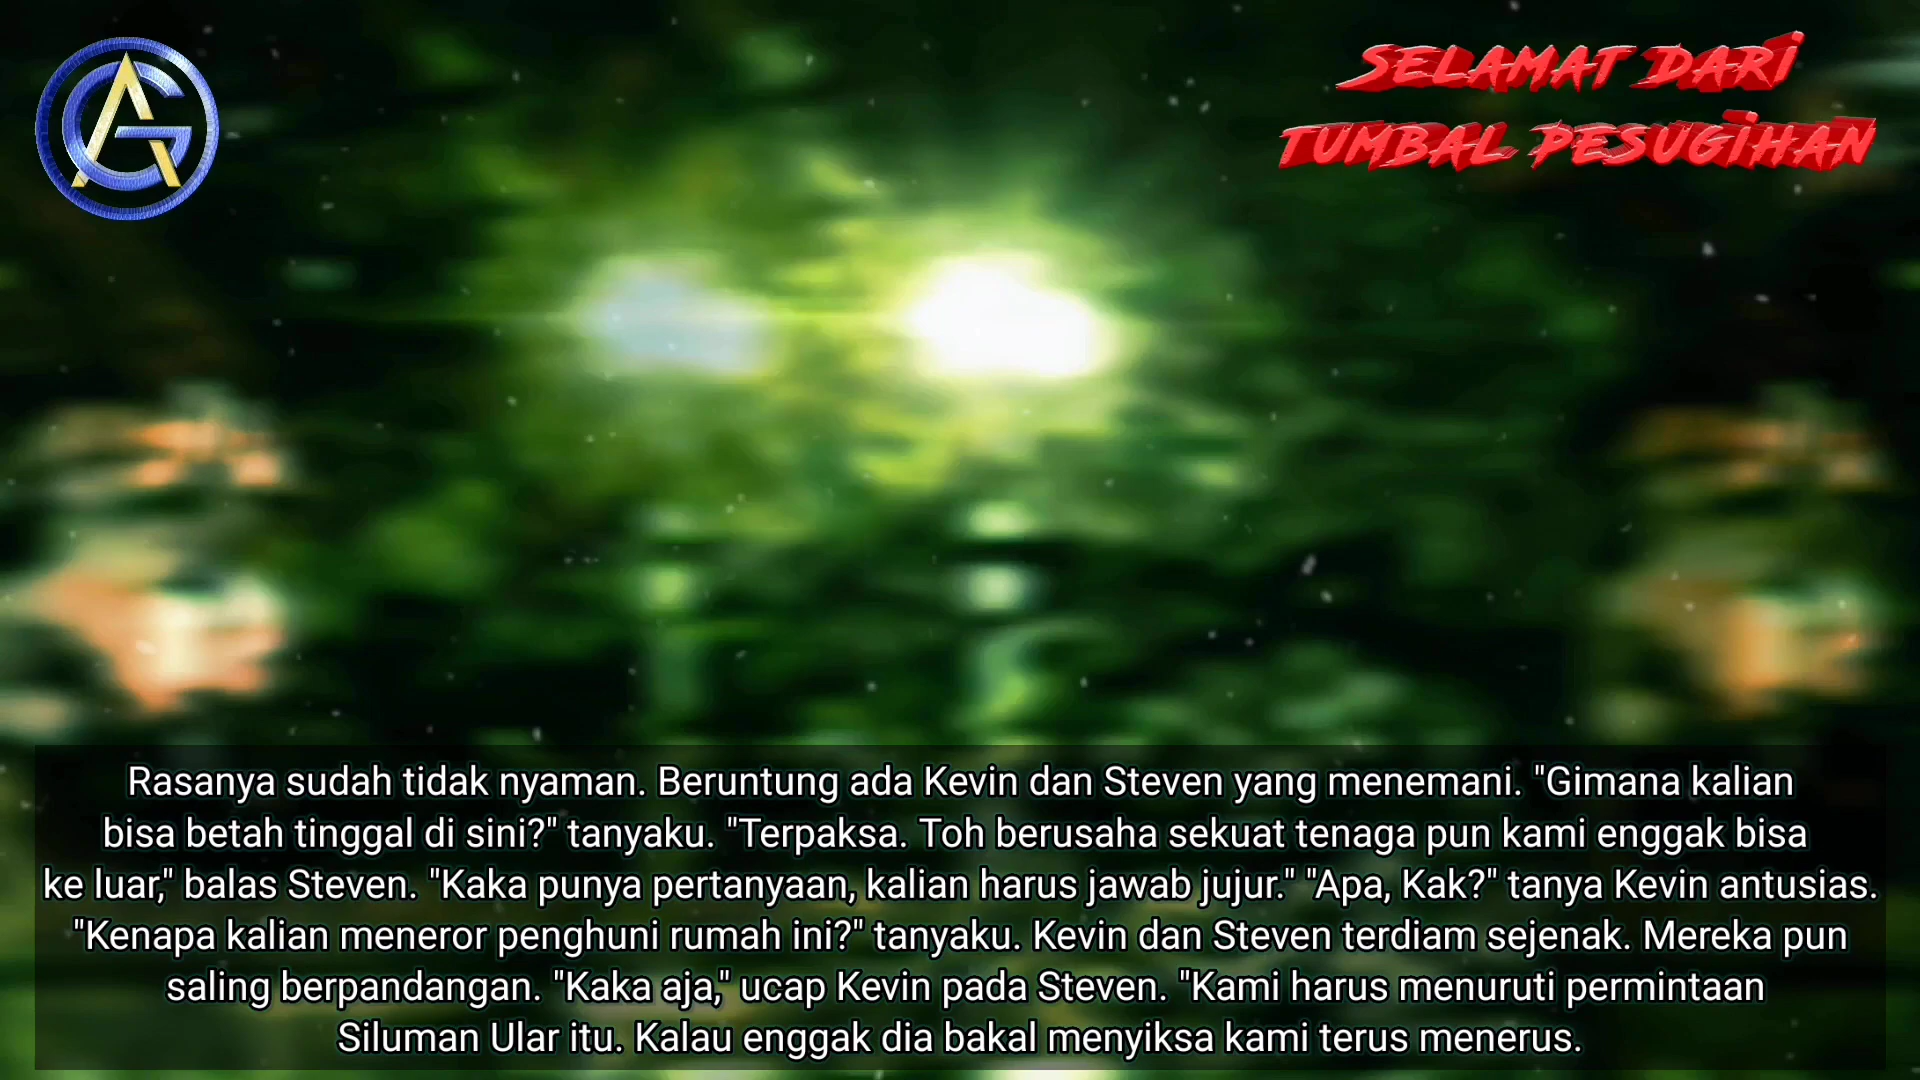 SELAMAT DARI
TUMBAL PESUGIHAN
Rasanya sudah tidak nyaman. Beruntung ada Kevin dan Steven yang menemani. "Gimana kalian
bisa betah tinggal di sini?" tanyaku. "Terpaksa. Toh berusaha sekuat tenaga pun kami enggak bisa
ke luar," balas Steven. "Kaka punya pertanyaan, kalian harus jawab jujur." "Apa, Kak?" tanya Kevin antusias.
"Kenapa kalian meneror penghuni rumah ini?" tanyaku. Kevin dan Steven terdiam sejenak. Mereka pun
saling berpandangan. "Kaka aja," ucap Kevin pada Steven. "Kami harus menuruti permintaan
Siluman Ular itu. Kalau enggak dia bakal menyiksa kami terus menerus.